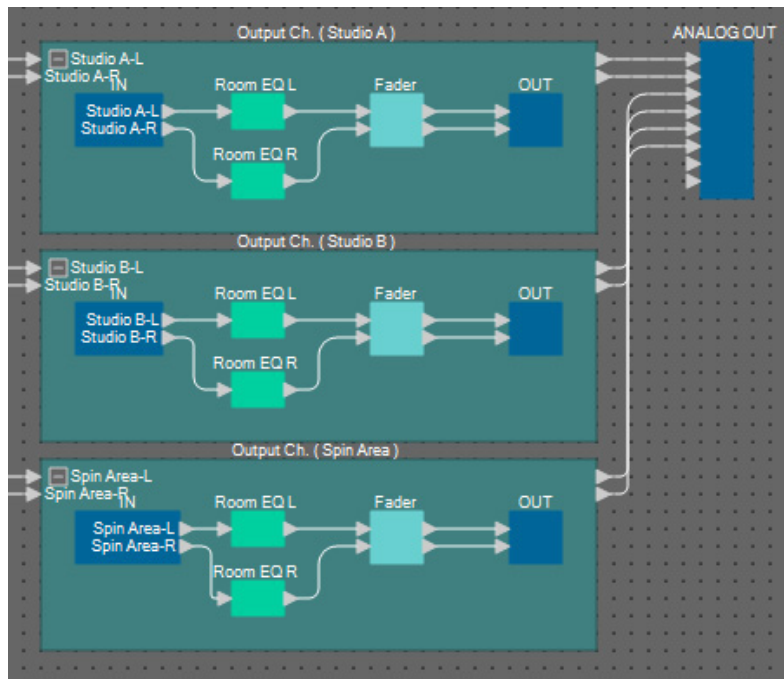 Output Ch. ( Studio A )
ANALOG OUT
Studio A-L
Studio A-R
IN
Room EQ L
Fader
OUT
Studio A-L
Studio A-R
Room EQ R
Output Ch. ( Studio B )
Studio B-L
Studio B-R
IN
Room EQ L
Fader
OUT
Studio B-L
Studio B-R
Room EQ R
Output Ch. ( Spin Area )
Spin Area-L
Spin Area-R
IN
Room EQ L
Fader
OUT
Spin Area-L
Spin Area-R
Room EQ R